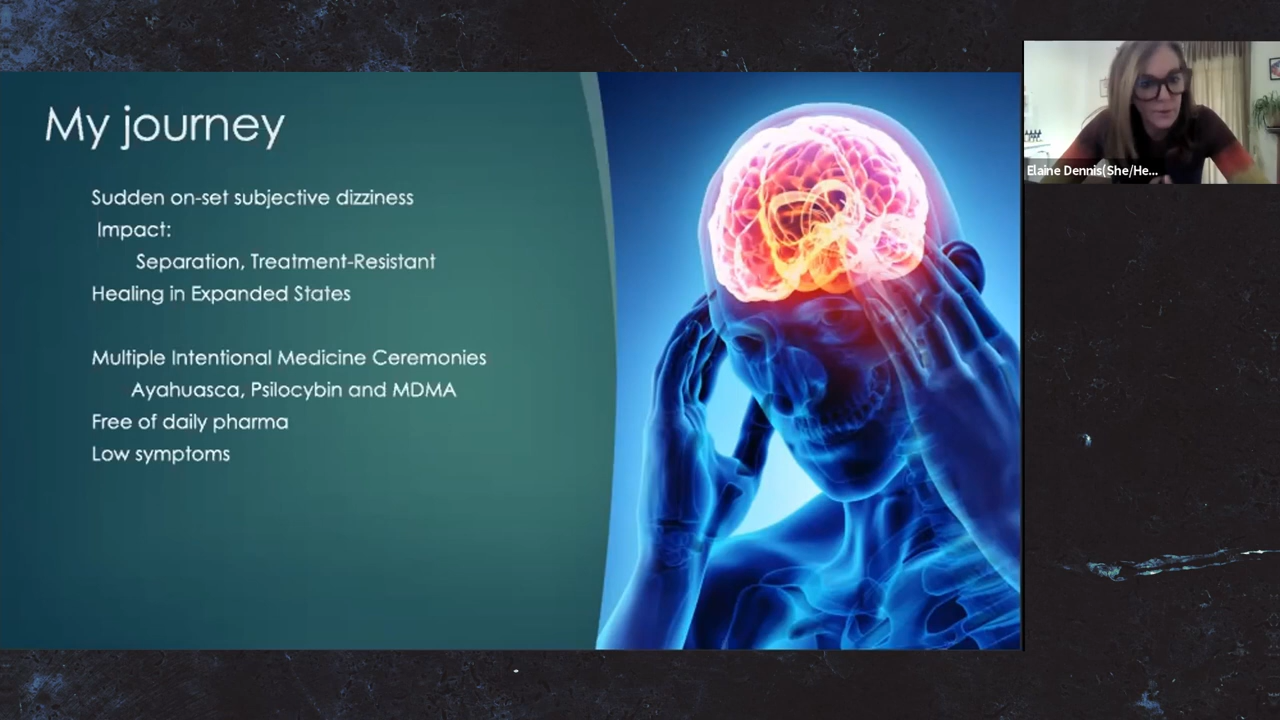 My journey
Sudden on-set subjective dizziness
Impact:
Separation, Treatment-Resistant
Healing in Expanded States
Multiple Intentional Medicine Ceremonies
Ayahuasca, Psilocybin and MDMA
Free of daily pharma
Low symptoms
Elaine Dennis(She/He...